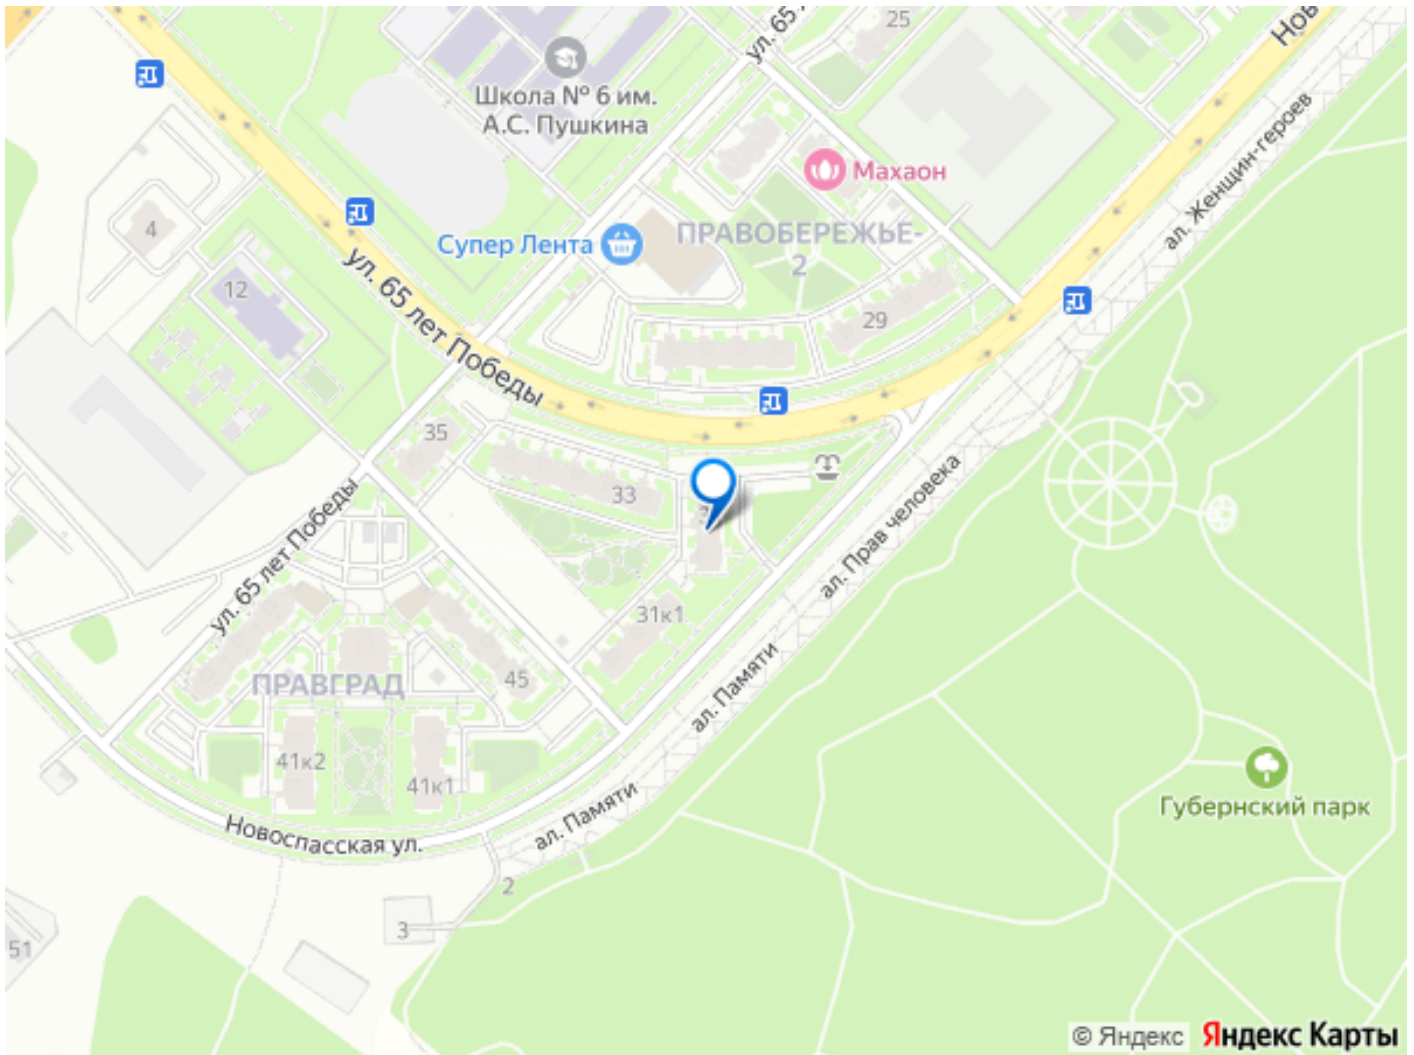 25
ул. 65
Нов
Школа № 6 им.
А.С. Пушкина
Махаон
ал. Женщин-героев
4
Супер Лента
ПРАВОБЕРЕЖЬЕ-
2
12
ул. 65 лет Победы
29
35
33
ал. Прав человека
ул. 65 лет Победы
31к1
45
ПРАВГРАД
ал. Памяти
41к2
41к1
Губернский парк
ал. Памяти
Новоспасская ул.
2
3
51
© Яндекс Яндекс Карты